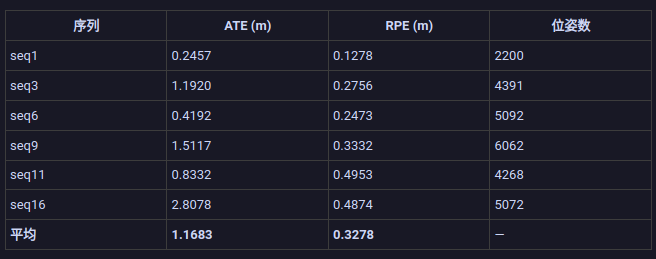 序列 ATE (m) RPE (m) 位姿数
seq1 0.2457 0.1278 2200
seq3 1.1920 0.2756 4391
seq6 0.4192 0.2473 5092
seq9 1.5117 0.3332 6062
seq11 0.8332 0.4953 4268
seq16 2.8078 0.4874 5072
平均 1.1683 0.3278 —